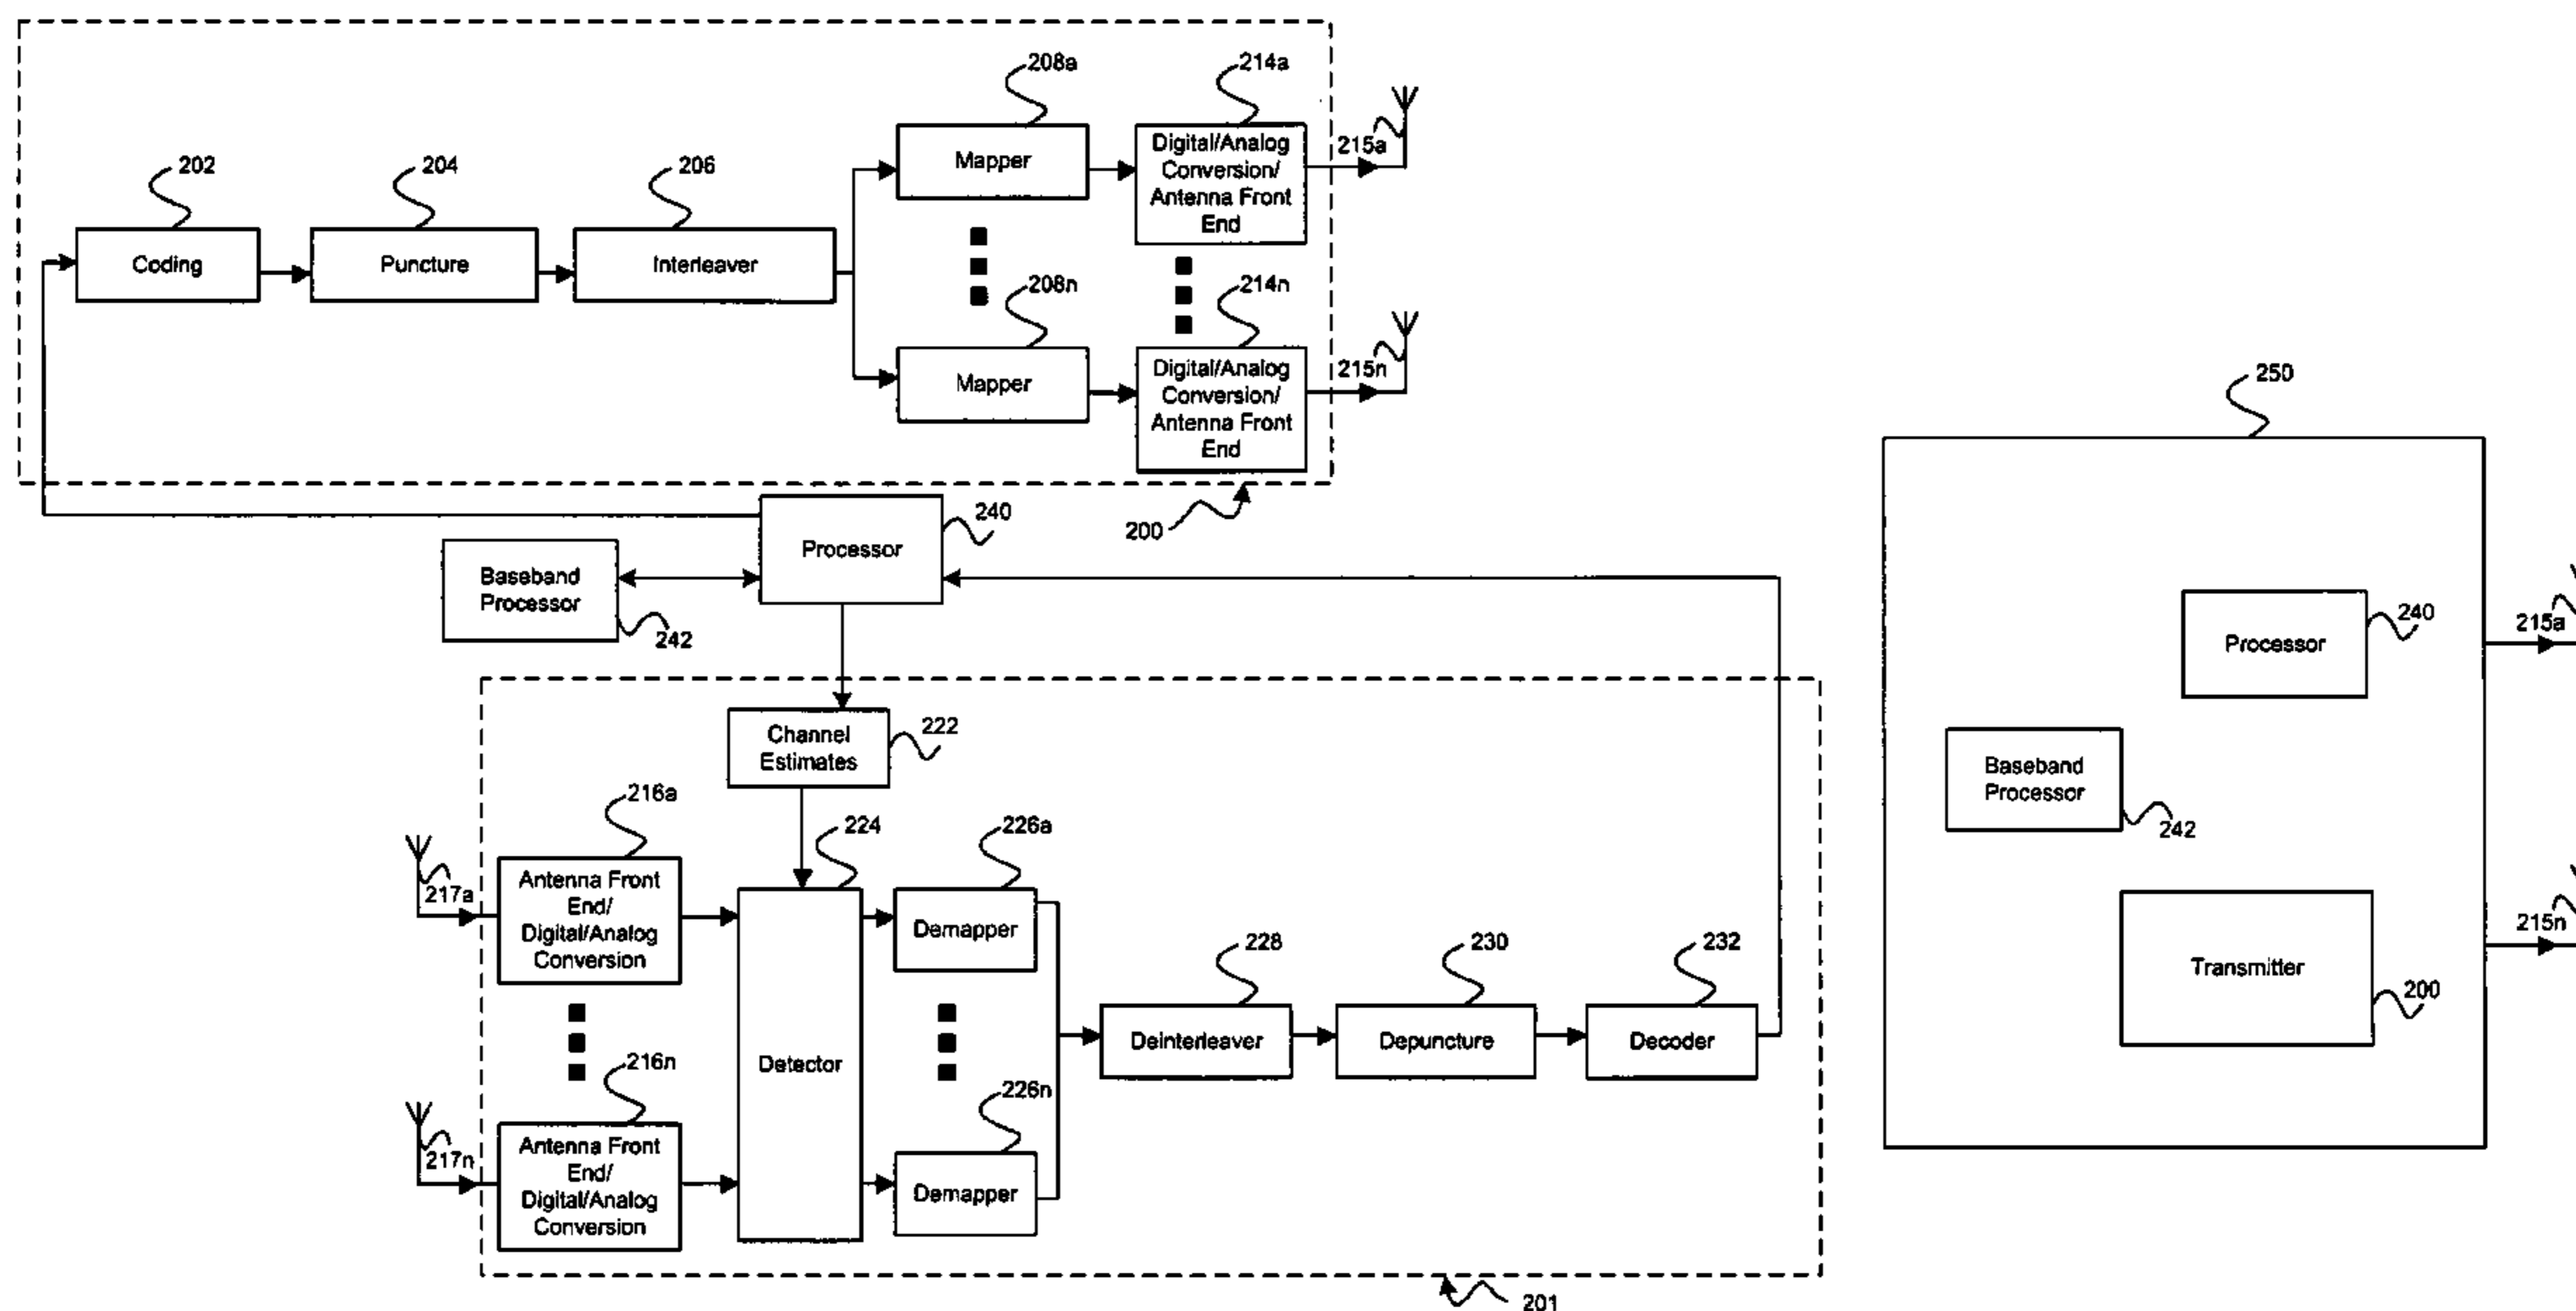 208a
214a
Mapper
Digital/Analog
Conversion/
Antenna Front
End
215a
202
204
206
Coding
Puncture
Interleaver
208n
214n
Mapper
Digital/Analog
Conversion/
Antenna Front
End
215n
200
Processor
240
Baseband
Processor
242
Channel
Estimates
222
216a
224
226a
217a
Antenna Front
End/
Digital/Analog
Conversion
Demapper
228
230
232
Detector
Deinterleaver
Depuncture
Decoder
216n
226n
217n
Antenna Front
End/
Digital/Analog
Conversion
Demapper
201
250
Processor
240
215a
Baseband
Processor
242
Transmitter
200
215n